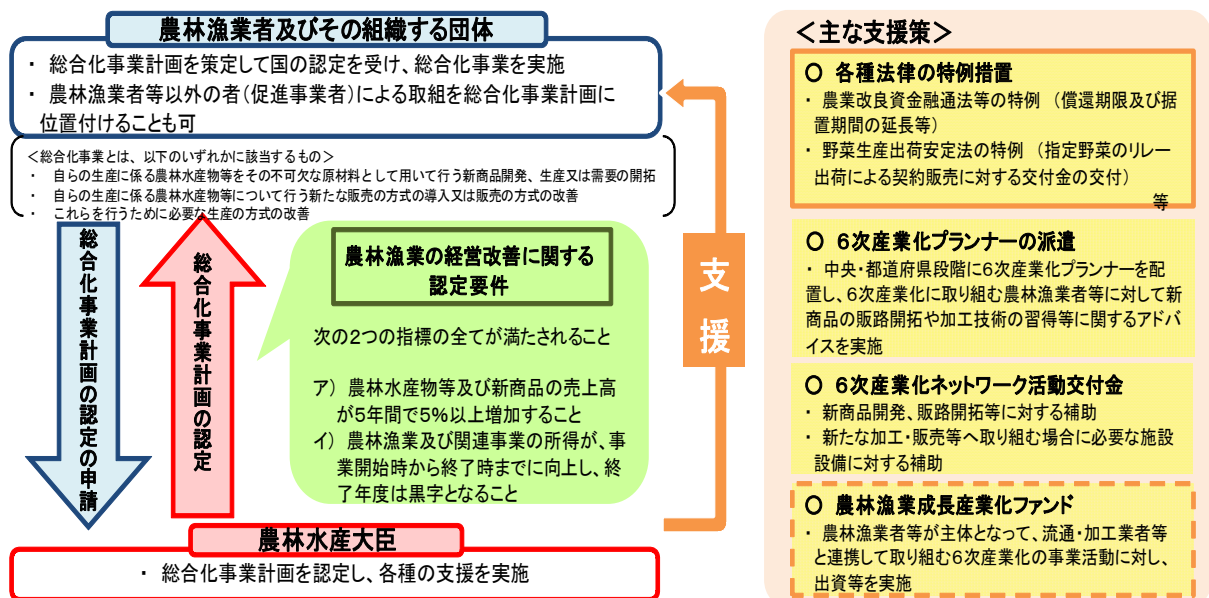 農林漁業者及びその組織する団体
・ 総合化事業計画を策定して国の認定を受け、総合化事業を実施
・ 農林漁業者等以外の者(促進事業者)による取組を総合化事業計画に
位置付けることも可
＜総合化事業とは、以下のいずれかに該当するもの＞
・ 自らの生産に係る農林水産物等をその不可欠な原材料として用いて行う新商品開発、生産又は需要の開拓
・ 自らの生産に係る農林水産物等について行う新たな販売の方式の導入又は販売の方式の改善
・ これらを行うために必要な生産の方式の改善
総合化事業計画の認定の申請
総合化事業計画の認定
農林漁業の経営改善に関する
認定要件
次の2つの指標の全てが満たされること
ア) 農林水産物等及び新商品の売上高
が5年間で5%以上増加すること
イ) 農林漁業及び関連事業の所得が、事
業開始時から終了時までに向上し、終
了年度は黒字となること
農林水産大臣
・ 総合化事業計画を認定し、各種の支援を実施
支援
＜主な支援策＞
○ 各種法律の特例措置
・ 農業改良資金融通法等の特例 (償還期限及び据
置期間の延長等)
・ 野菜生産出荷安定法の特例 (指定野菜のリレー
出荷による契約販売に対する交付金の交付)
等
○ 6次産業化プランナーの派遣
・ 中央・都道府県段階に6次産業化プランナーを配
置し、6次産業化に取り組む農林漁業者等に対して新
商品の販路開拓や加工技術の習得等に関するアドバ
イスを実施
○ 6次産業化ネットワーク活動交付金
・ 新商品開発、販路開拓等に対する補助
・ 新たな加工・販売等へ取り組む場合に必要な施設
設備に対する補助
○ 農林漁業成長産業化ファンド
・ 農林漁業者等が主体となって、流通・加工業者等
と連携して取り組む6次産業化の事業活動に対し、
出資等を実施